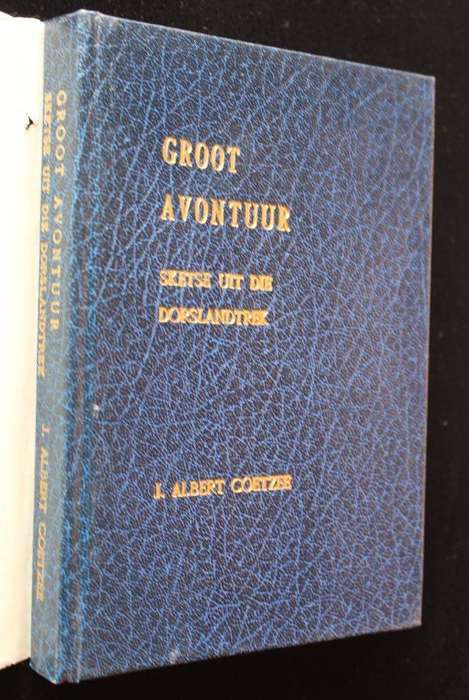 GROOT
AVONTUUR
SKETSE UIT DIE
DORSLANDTREK
J. ALBERT COETZEE
GROOT AVONTUUR
SKETSE UIT DIE DORSLANDTREK
J. ALBERT COETZEE